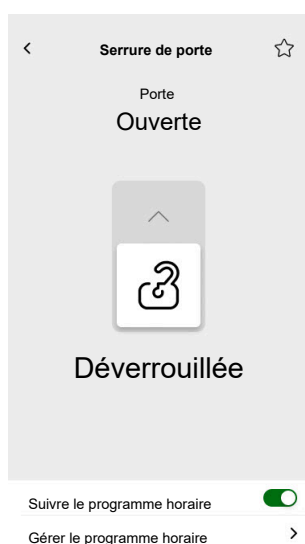 Serrure de porte
Porte
Ouverte
Déverrouillée
Suivre le programme horaire
Gérer le programme horaire